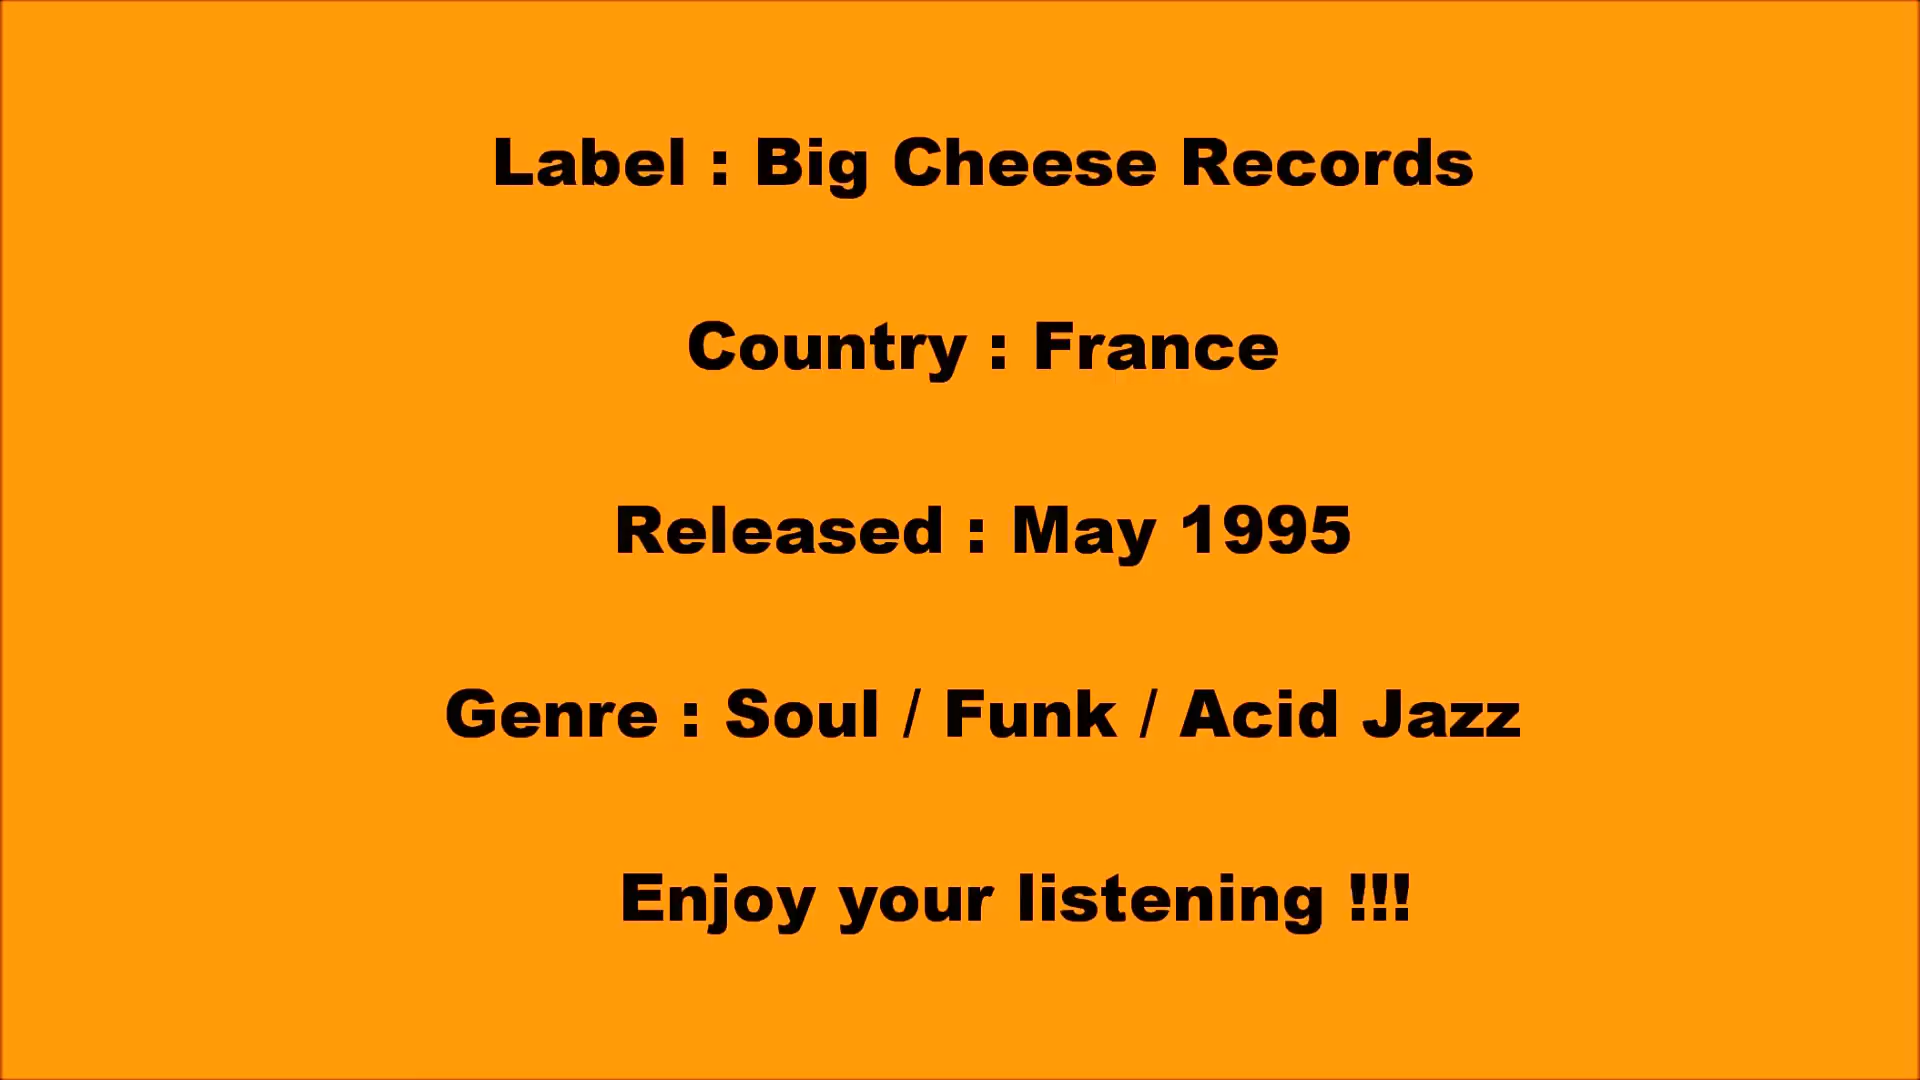 Label : Big Cheese Records
Country : France
Released : May 1995
Genre : Soul / Funk / Acid Jazz
Enjoy your listening !!!